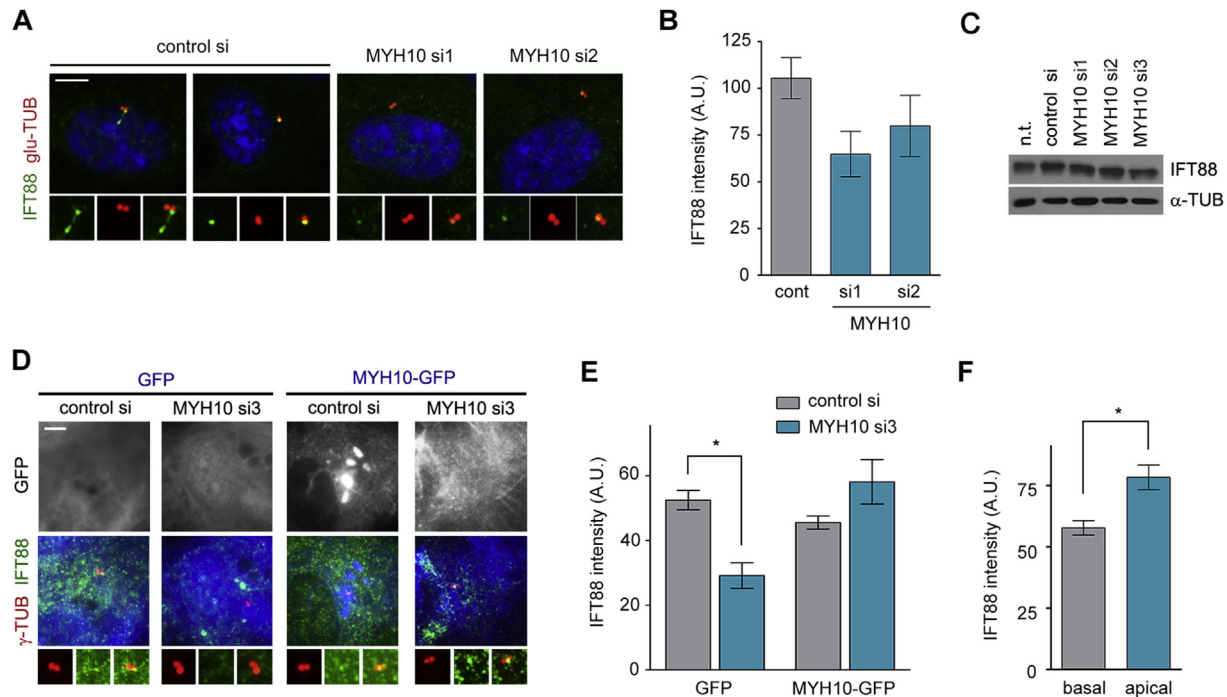 A
control si
MYH10 si1
MYH10 si2
IFT88 glu-TUB
B
IFT88 intensity (A.U.)
125
100
75
50
25
0
cont
si1
si2
MYH10
C
n.t.
control si
MYH10 si1
MYH10 si2
MYH10 si3
IFT88
α-TUB
D
GFP
MYH10-GFP
control si
MYH10 si3
control si
MYH10 si3
GFP
γ-TUB IFT88
E
control si
MYH10 si3
IFT88 intensity (A.U.)
60
40
20
0
*
GFP
MYH10-GFP
F
IFT88 intensity (A.U.)
75
50
25
0
*
basal
apical